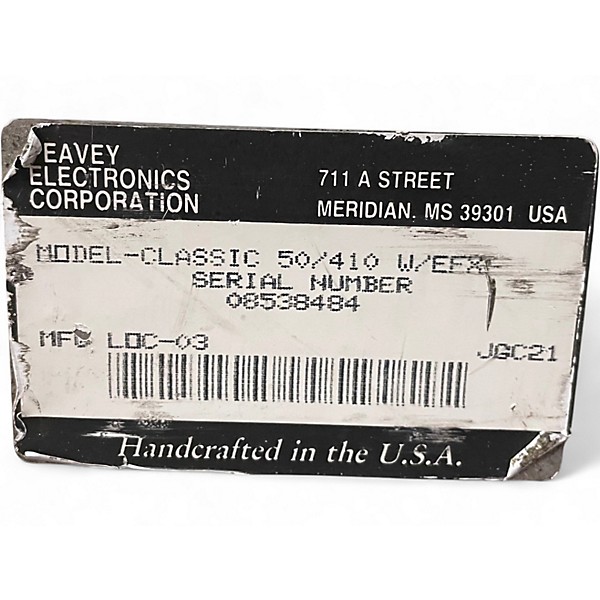 EAVEY
ELECTRONICS
CORPORATION
711 A STREET
MERIDIAN, MS 39301 USA
MODEL-CLASSIC 50/410 W/EFX
SERIAL NUMBER
08538484
MFG LOC-03
JGC21
Handcrafted in the U.S.A.